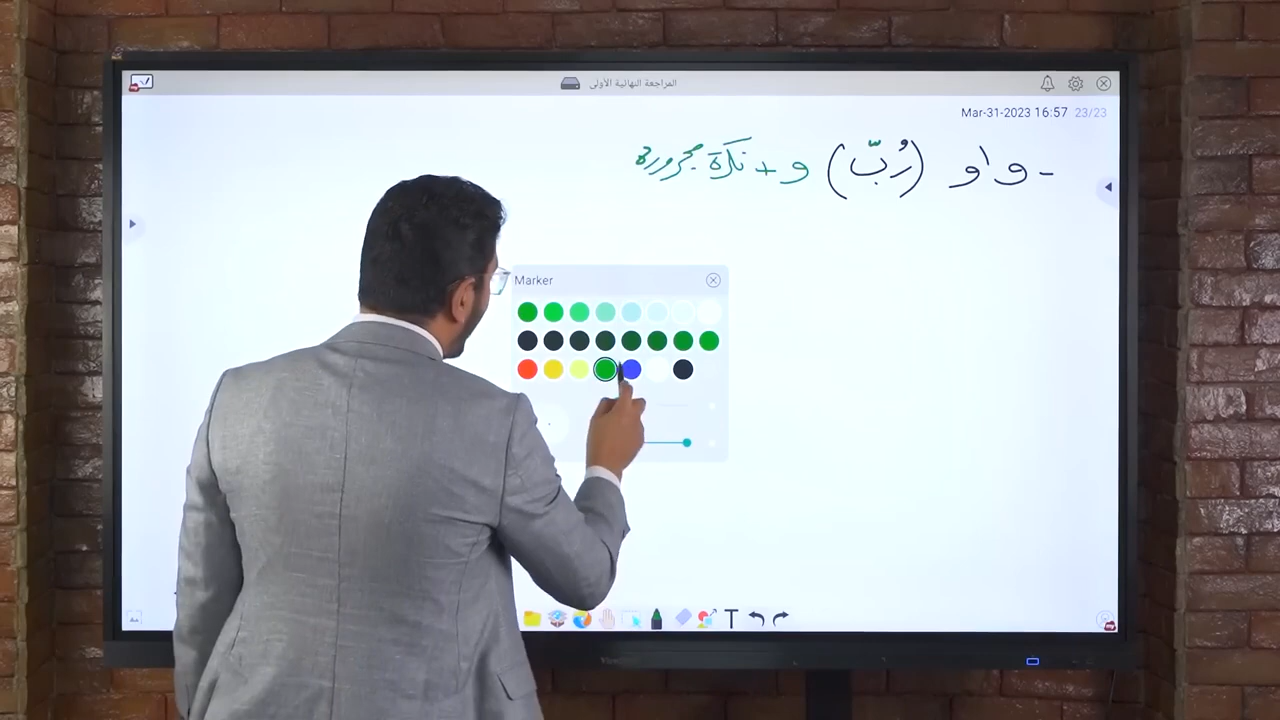 المراجعة النهائية الأولى
Mar-31-2023 16:57 23/23
- واو (رُبّ) و + نكرة مجرورة
Marker
T